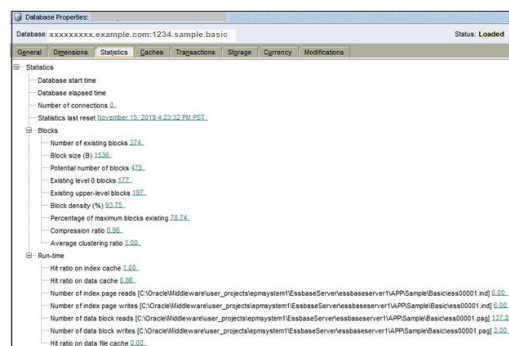 Database Properties:
Database: xxxxxxxxx.example.com:1234.sample.basic
Status: Loaded
General Dimensions Statistics Caches Transactions Storage Currency Modifications
Statistics
Database start time
Database elapsed time
Number of connections 0
Statistics last reset November 15, 2019 4:23:32 PM PST
Blocks
Number of existing blocks 374
Block size (B) 1536
Potential number of blocks 475
Existing level 0 blocks 177
Existing upper-level blocks 197
Block density (%) 93.75
Percentage of maximum blocks existing 78.74
Compression ratio 0.96
Average clustering ratio 1.00
Run-time
Hit ratio on index cache 1.00
Hit ratio on data cache 0.86
Number of index page reads [C:\Oracle\Middleware\user_projects\epmsystem1\EssbaseServer\essbaseserver1\APP\Sample\Basic\ess00001.ind] 6.00
Number of index page writes [C:\Oracle\Middleware\user_projects\epmsystem1\EssbaseServer\essbaseserver1\APP\Sample\Basic\ess00001.ind] 6.00
Number of data block reads [C:\Oracle\Middleware\user_projects\epmsystem1\EssbaseServer\essbaseserver1\APP\Sample\Basic\ess00001.pag] 137.0
Number of data block writes [C:\Oracle\Middleware\user_projects\epmsystem1\EssbaseServer\essbaseserver1\APP\Sample\Basic\ess00001.pag] 3.00
Hit ratio on data file cache 0.00